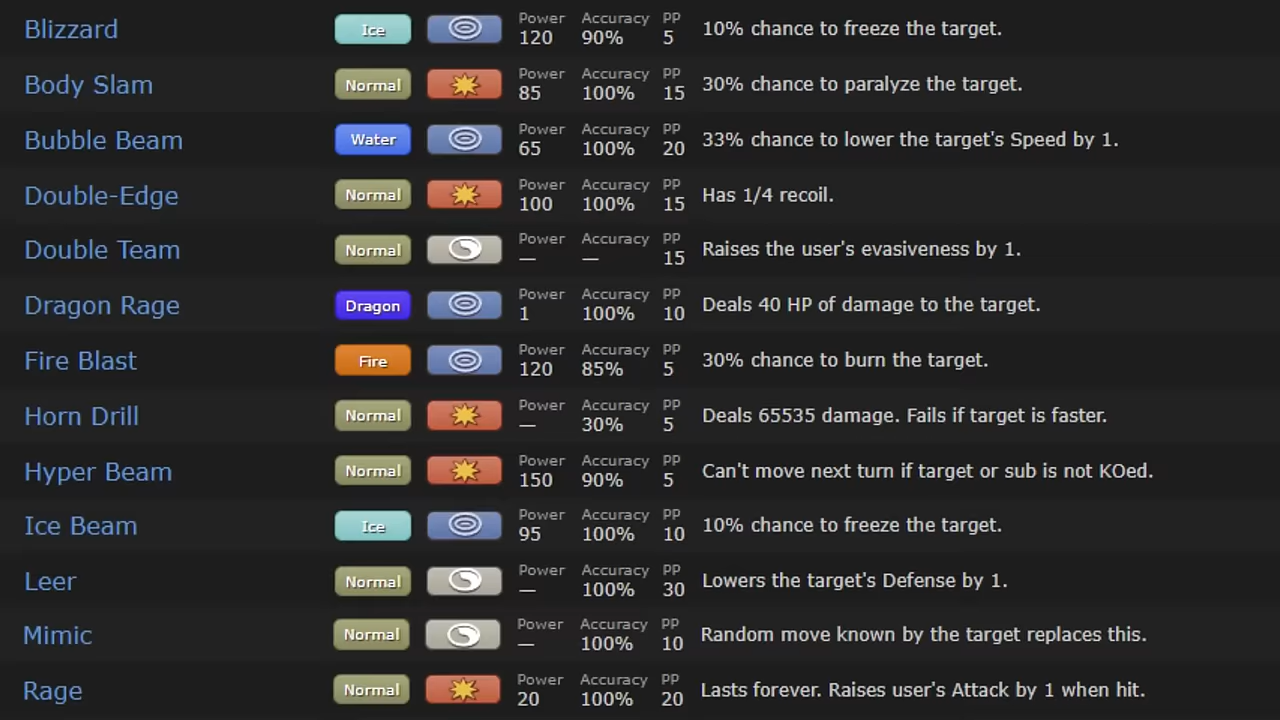 Blizzard Ice Power 120 Accuracy 90% PP 5 10% chance to freeze the target.
Body Slam Normal Power 85 Accuracy 100% PP 15 30% chance to paralyze the target.
Bubble Beam Water Power 65 Accuracy 100% PP 20 33% chance to lower the target's Speed by 1.
Double-Edge Normal Power 100 Accuracy 100% PP 15 Has 1/4 recoil.
Double Team Normal Power — Accuracy — PP 15 Raises the user's evasiveness by 1.
Dragon Rage Dragon Power 1 Accuracy 100% PP 10 Deals 40 HP of damage to the target.
Fire Blast Fire Power 120 Accuracy 85% PP 5 30% chance to burn the target.
Horn Drill Normal Power — Accuracy 30% PP 5 Deals 65535 damage. Fails if target is faster.
Hyper Beam Normal Power 150 Accuracy 90% PP 5 Can't move next turn if target or sub is not KOed.
Ice Beam Ice Power 95 Accuracy 100% PP 10 10% chance to freeze the target.
Leer Normal Power — Accuracy 100% PP 30 Lowers the target's Defense by 1.
Mimic Normal Power — Accuracy 100% PP 10 Random move known by the target replaces this.
Rage Normal Power 20 Accuracy 100% PP 20 Lasts forever. Raises user's Attack by 1 when hit.